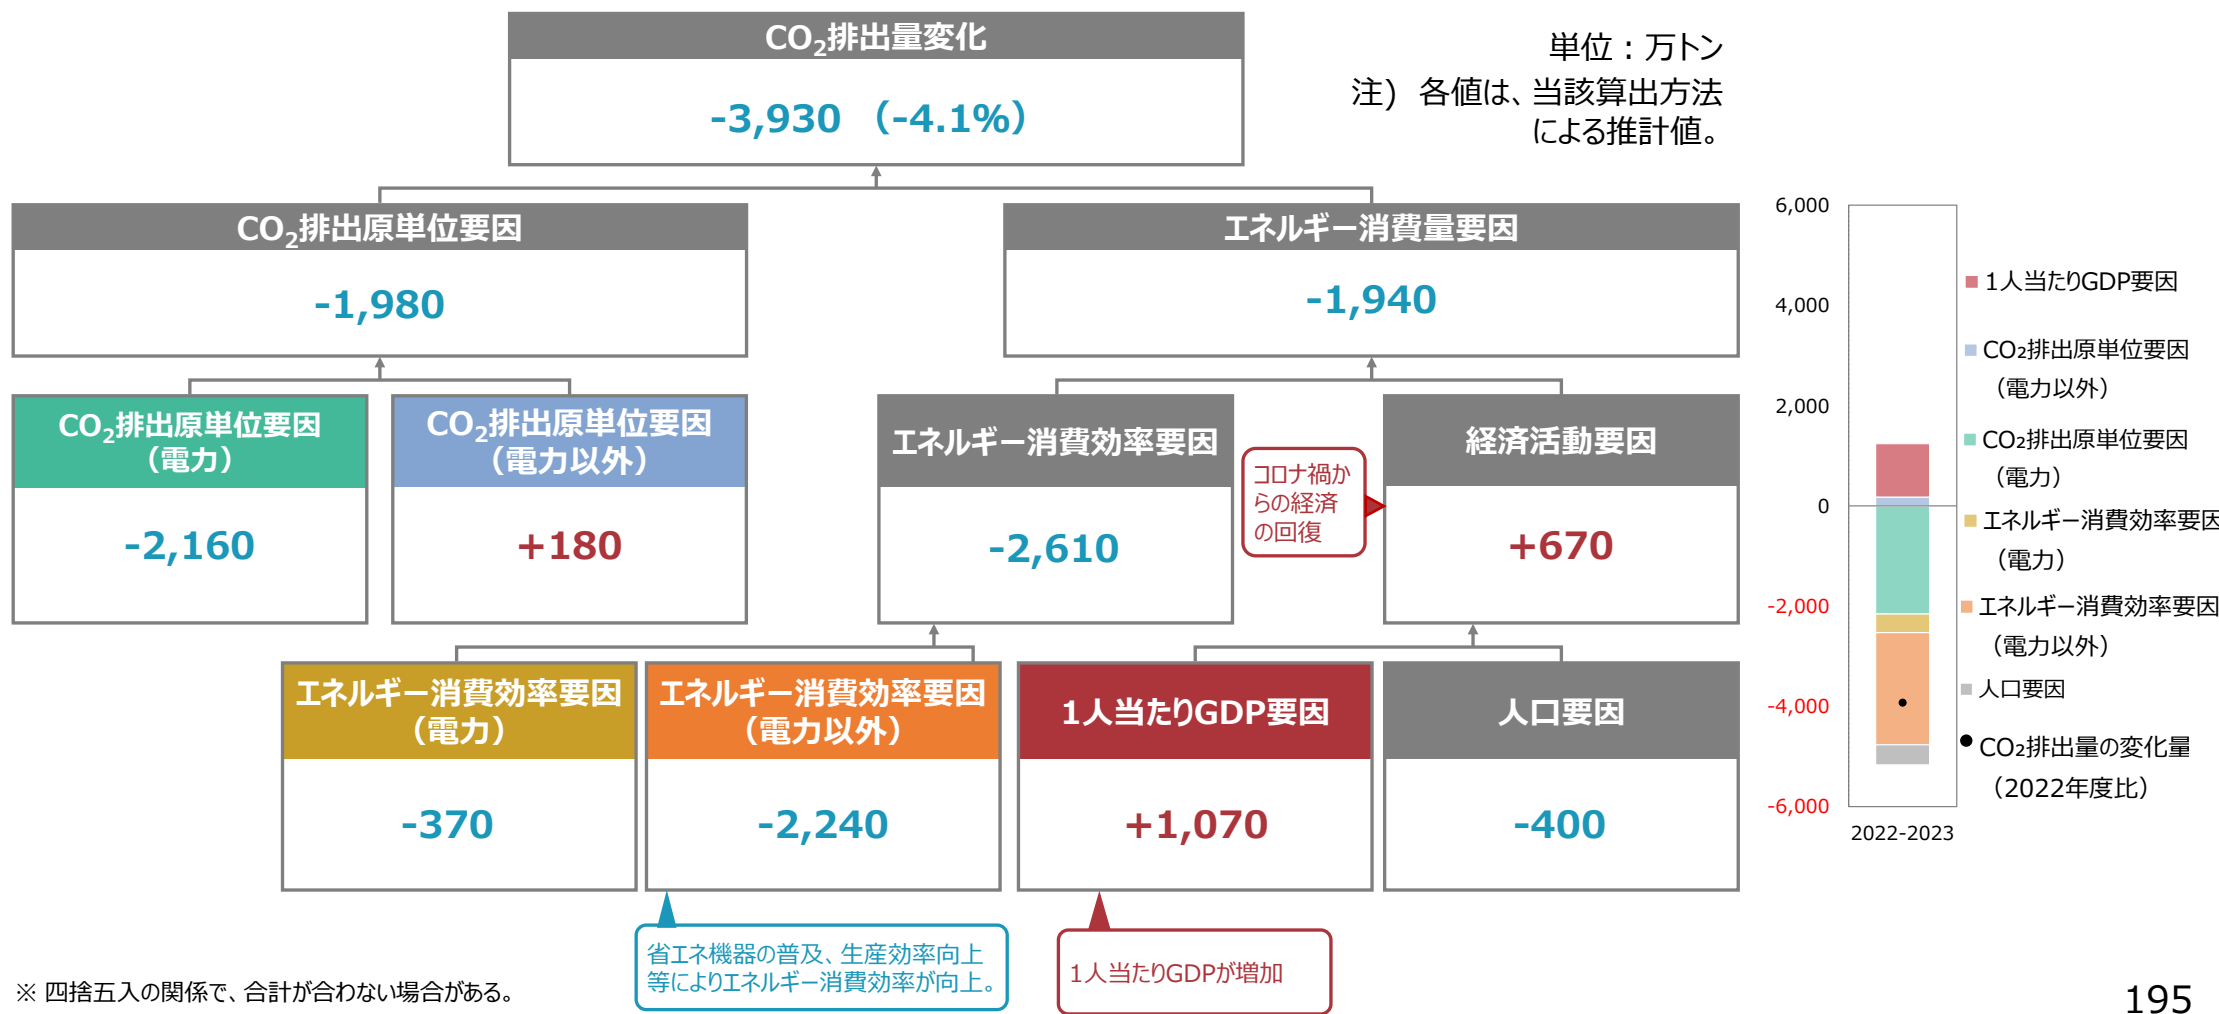 CO₂排出量変化
-3,930 （-4.1%）
単位：万トン
注） 各値は、当該算出方法
による推計値。
CO₂排出原単位要因
-1,980
エネルギー消費量要因
-1,940
CO₂排出原単位要因
（電力）
-2,160
CO₂排出原単位要因
（電力以外）
+180
エネルギー消費効率要因
-2,610
コロナ禍か
らの経済
の回復
経済活動要因
+670
エネルギー消費効率要因
（電力）
-370
エネルギー消費効率要因
（電力以外）
-2,240
1人当たりGDP要因
+1,070
人口要因
-400
省エネ機器の普及、生産効率向上
等によりエネルギー消費効率が向上。
1人当たりGDPが増加
6,000
4,000
2,000
0
-2,000
-4,000
-6,000
2022-2023
1人当たりGDP要因
CO₂排出原単位要因
（電力以外）
CO₂排出原単位要因
（電力）
エネルギー消費効率要因
（電力）
エネルギー消費効率要因
（電力以外）
人口要因
CO₂排出量の変化量
（2022年度比）
※ 四捨五入の関係で、合計が合わない場合がある。
195